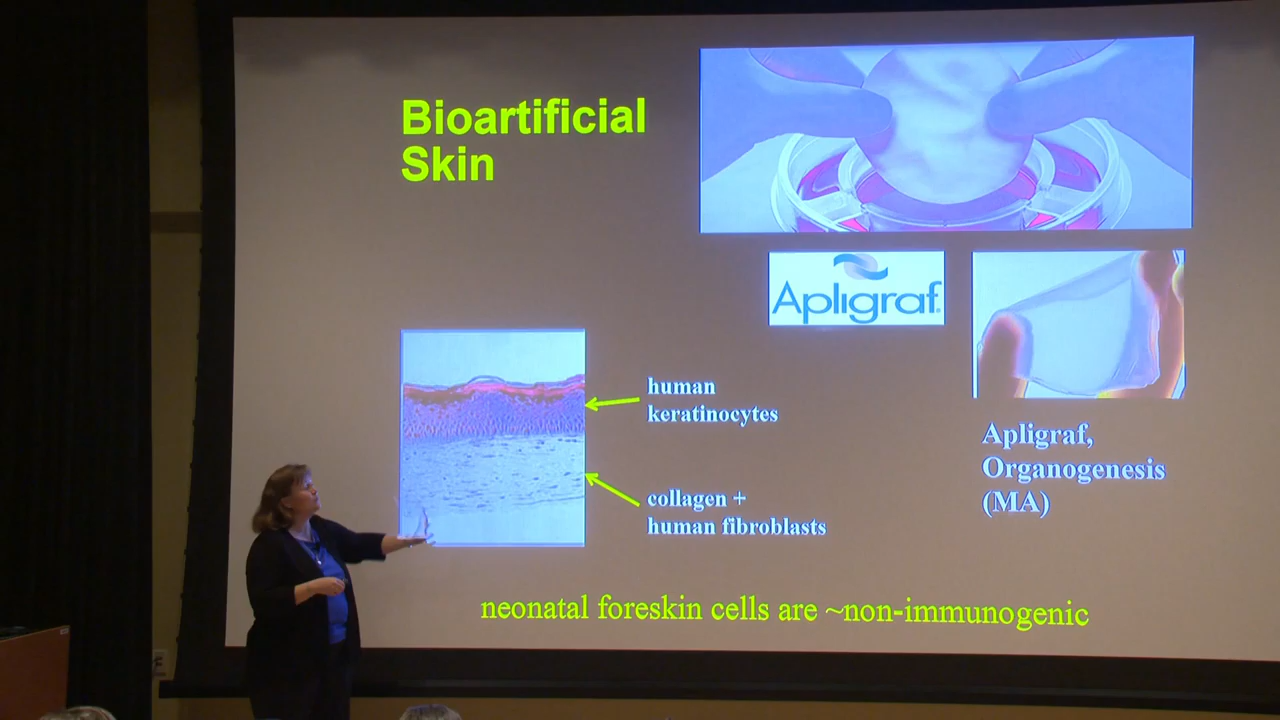 Bioartificial
Skin
Apligraf
human
keratinocytes
collagen +
human fibroblasts
Apligraf,
Organogenesis
(MA)
neonatal foreskin cells are ~non-immunogenic